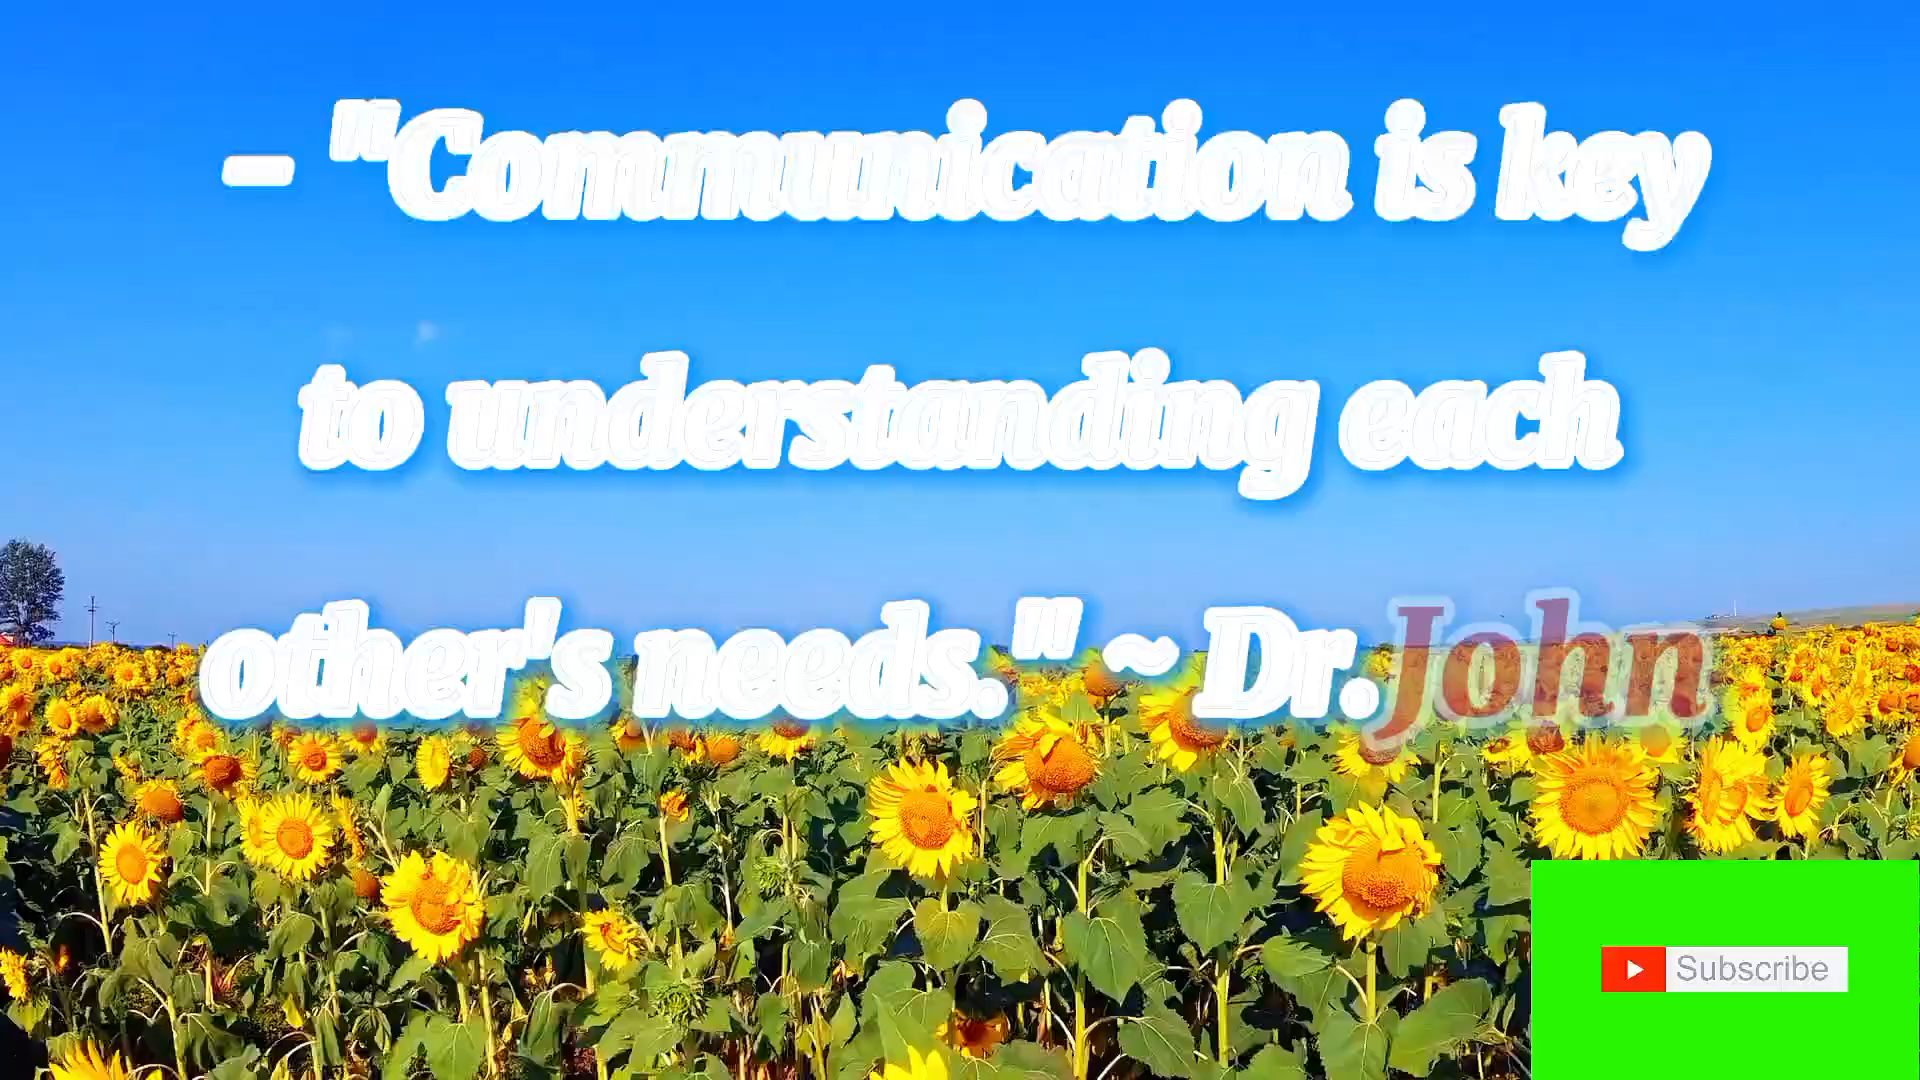 - "Communication is key
to understanding each
other's needs." ~ Dr.John
Subscribe